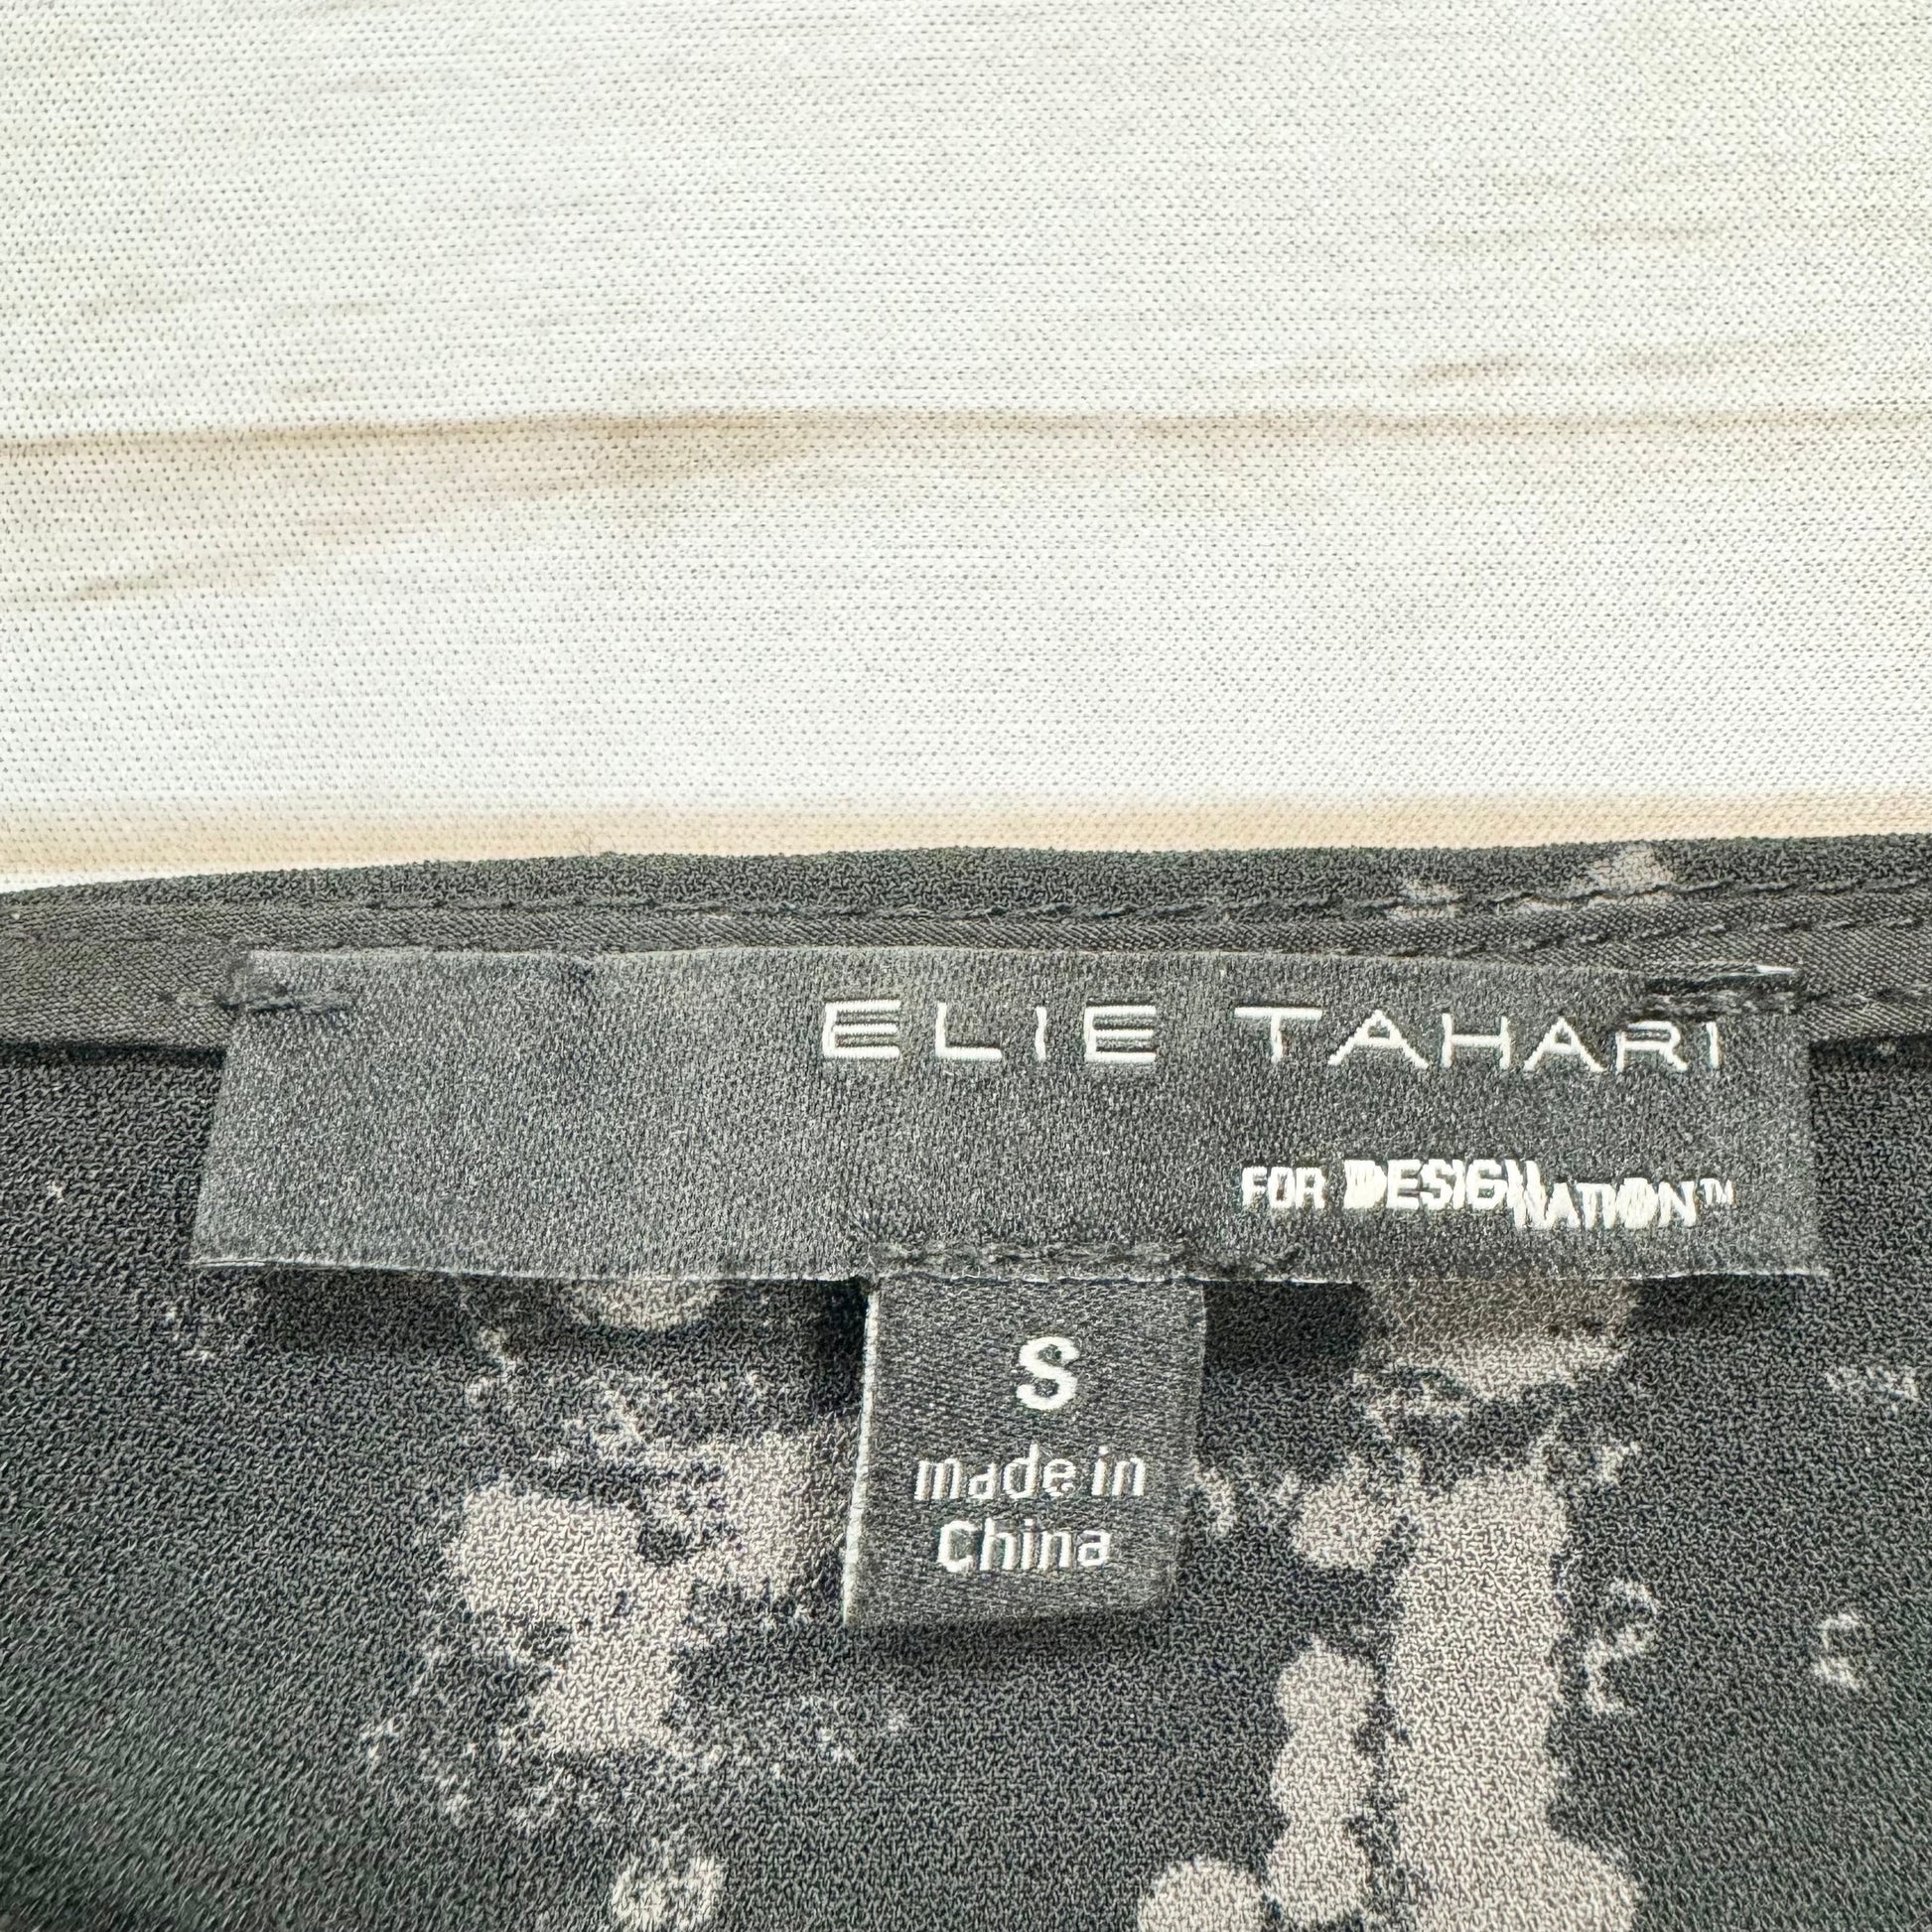 ELIE TAHARI
FOR DESIGNATION™
S
made in
China